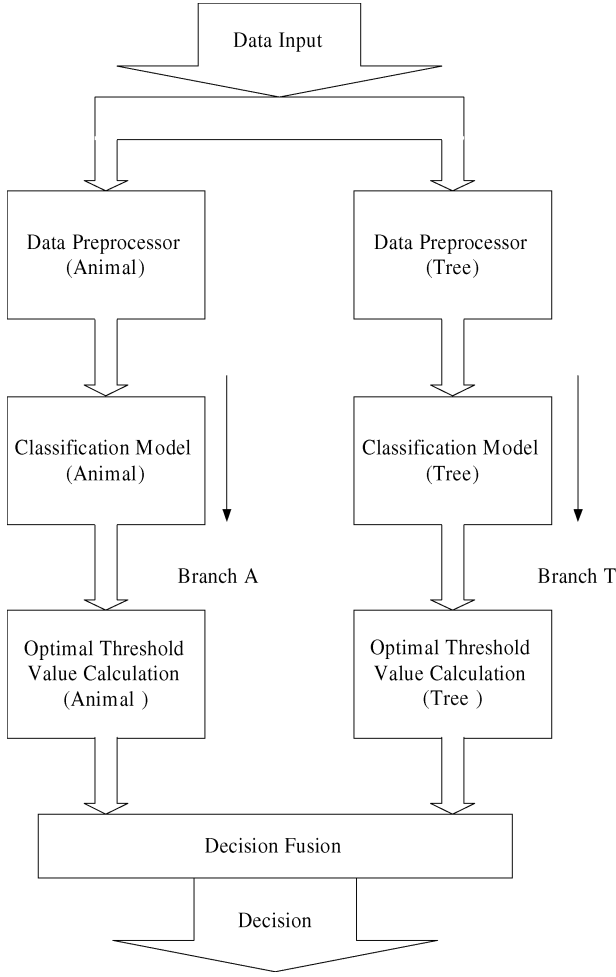 Data Input
Data Preprocessor
(Animal)
Data Preprocessor
(Tree)
Classification Model
(Animal)
Classification Model
(Tree)
Branch A
Branch T
Optimal Threshold
Value Calculation
(Animal )
Optimal Threshold
Value Calculation
(Tree )
Decision Fusion
Decision